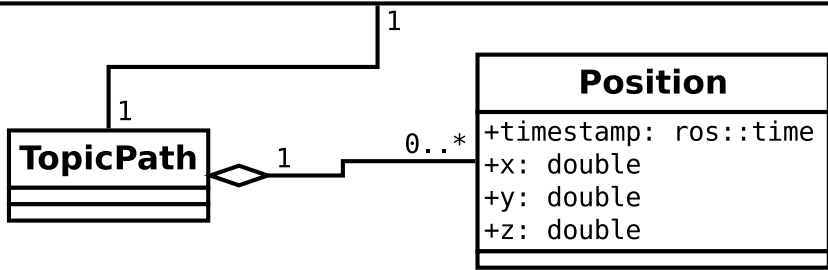 1
1
TopicPath
1
0..*
Position
+timestamp: ros::time
+x: double
+y: double
+z: double